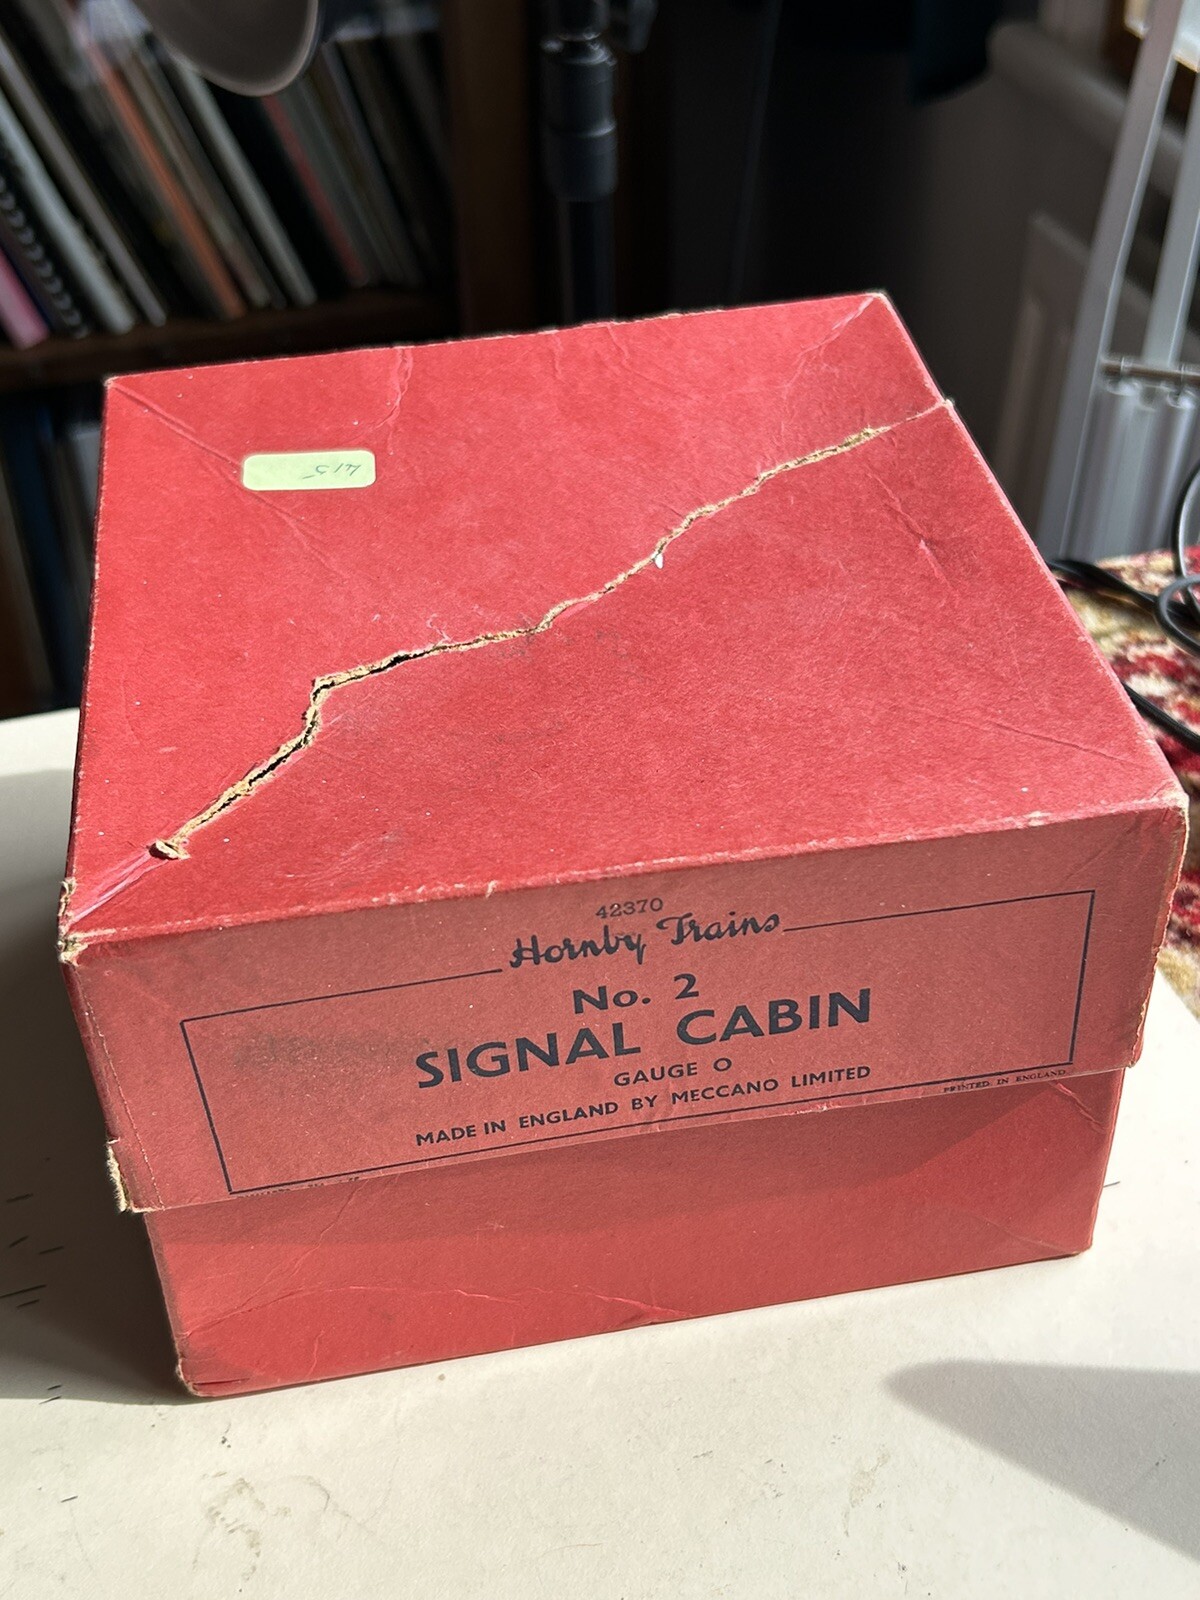 42370
Hornby Trains
No. 2
SIGNAL CABIN
GAUGE O
MADE IN ENGLAND BY MECCANO LIMITED
PRINTED IN ENGLAND